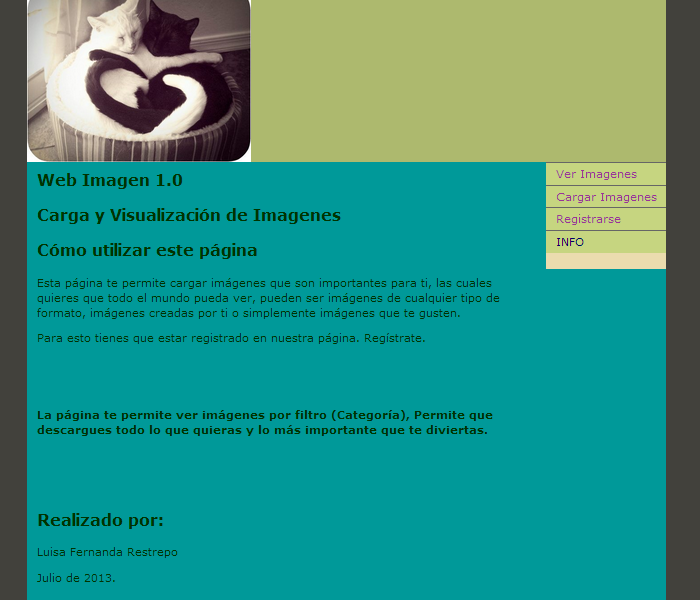 Web Imagen 1.0
Carga y Visualización de Imagenes
Cómo utilizar este página
Esta página te permite cargar imágenes que son importantes para ti, las cuales
quieres que todo el mundo pueda ver, pueden ser imágenes de cualquier tipo de
formato, imágenes creadas por ti o simplemente imágenes que te gusten.
Para esto tienes que estar registrado en nuestra página. Regístrate.
La página te permite ver imágenes por filtro (Categoría), Permite que
descargues todo lo que quieras y lo más importante que te diviertas.
Realizado por:
Luisa Fernanda Restrepo
Julio de 2013.
Ver Imagenes
Cargar Imagenes
Registrarse
INFO